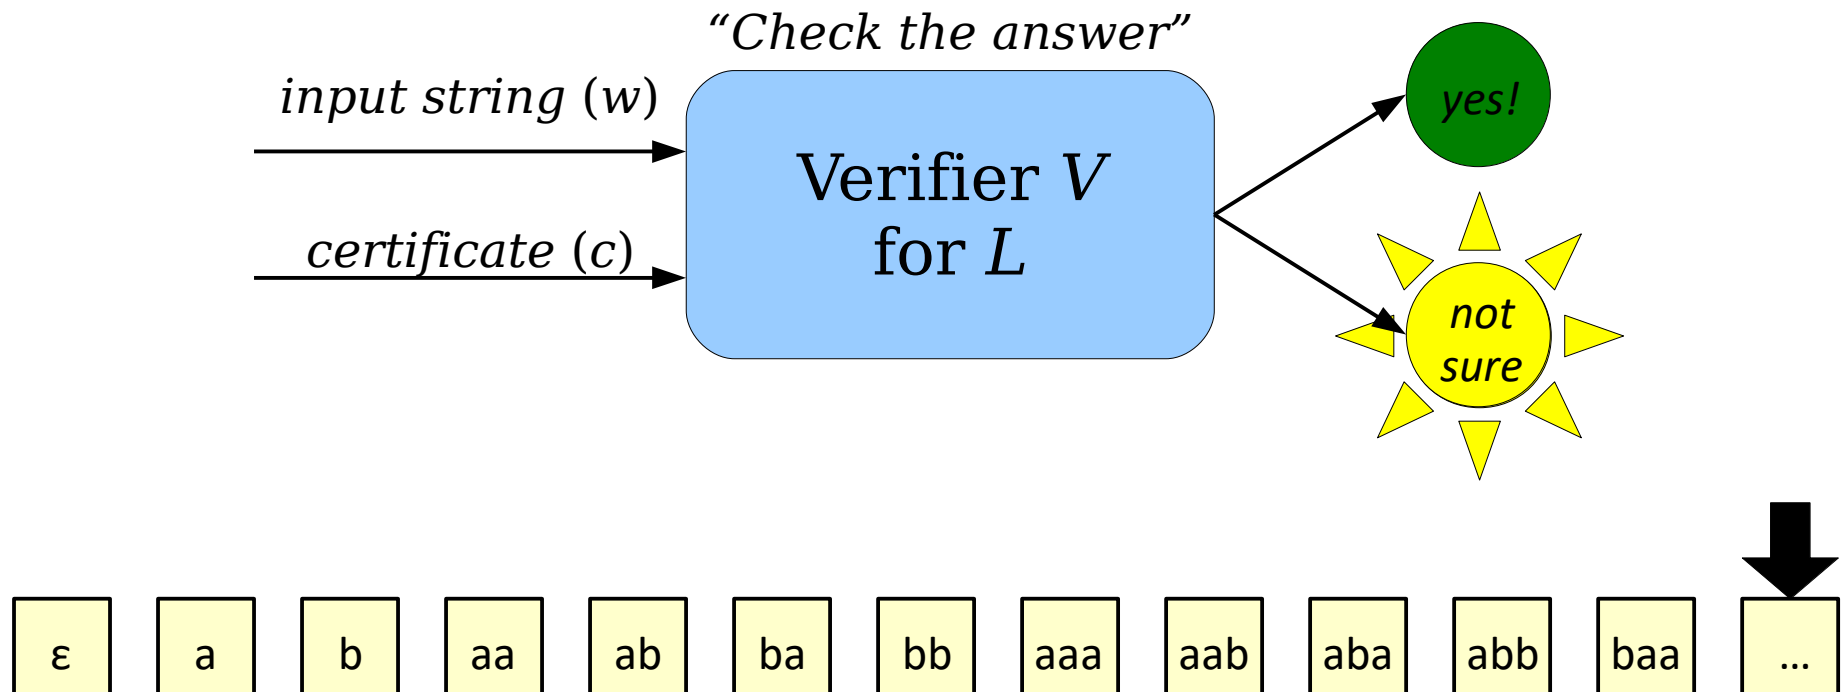 “Check the answer”
input string (w)
certificate (c)
Verifier V
for L
yes!
not
sure
ε a b aa ab ba bb aaa aab aba abb baa ...